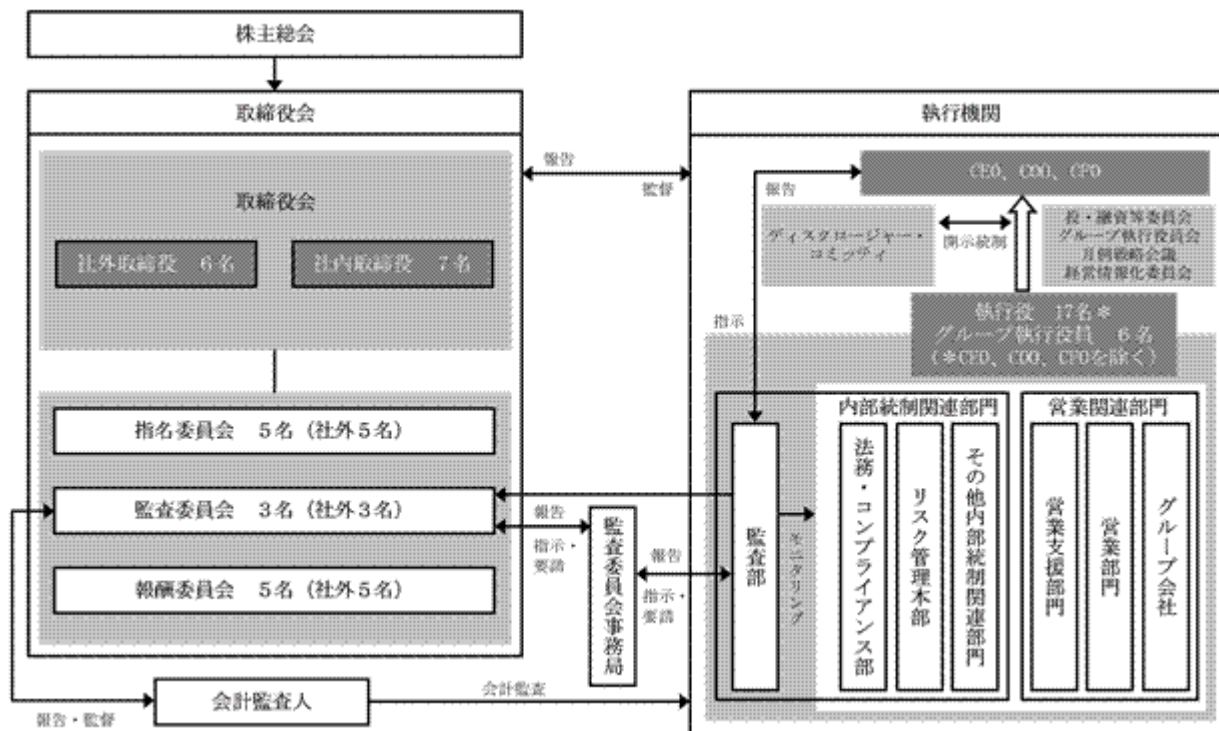 株主総会
取締役会
取締役会
社外取締役 6名
社内取締役 7名
指名委員会 5名(社外5名)
監査委員会 3名(社外3名)
報酬委員会 5名(社外5名)
報告・監督
会計監査人
会計監査
報告
監督
報告
指示・
要請
監査委員会事務局
報告
指示・
要請
執行機関
CEO、COO、CFO
報告
指示
ディスクロージャー・
コミッティ
開示統制
投・融資等委員会
グループ執行役員会
月例戦略会議
経営情報化委員会
執行役 17名*
グループ執行役員 6名
(*CEO、COO、CFOを除く)
内部統制関連部門
監査部
モニタリング
法務・コンプライアンス部
リスク管理本部
その他内部統制関連部門
営業関連部門
営業支援部門
営業部門
グループ会社